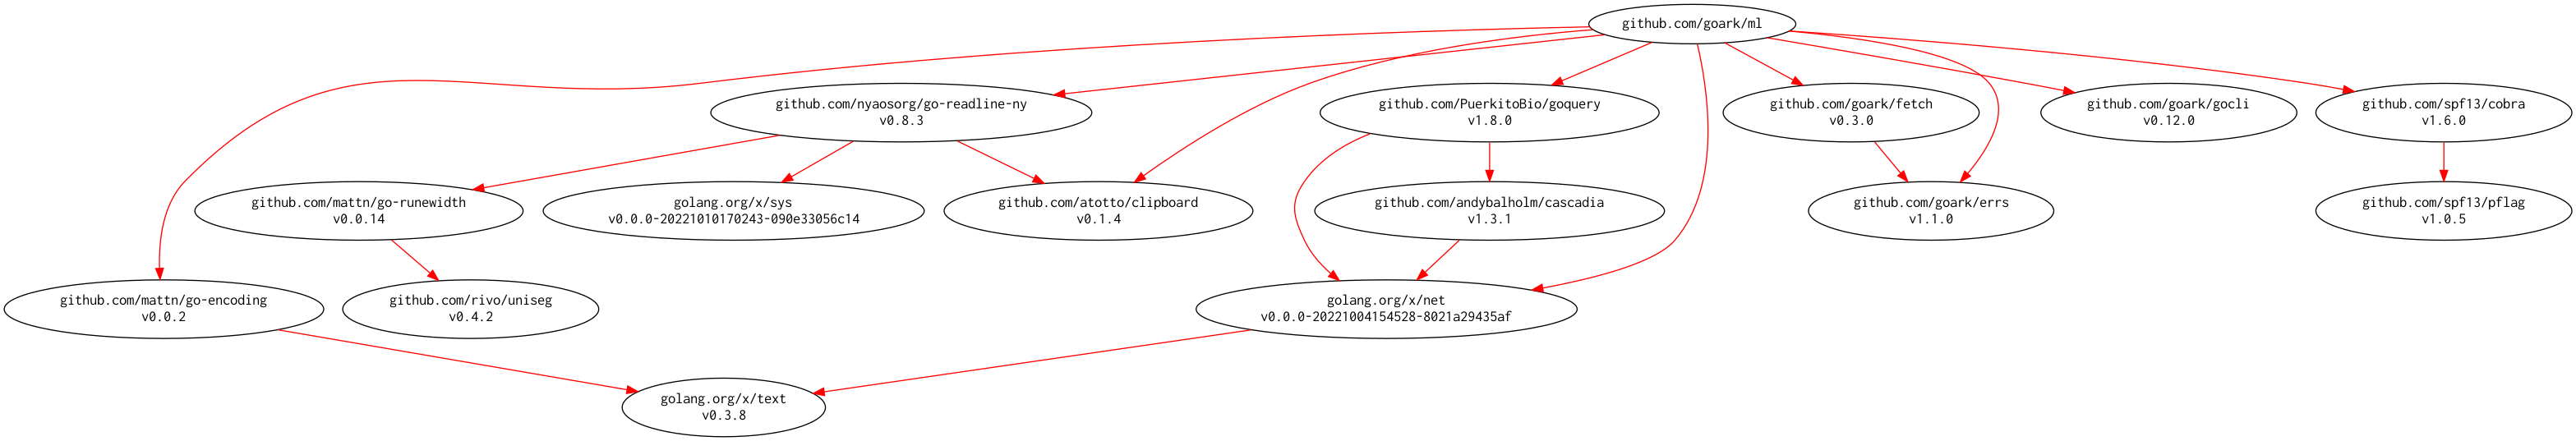 github.com/goark/ml
github.com/nyaosorg/go-readline-ny
v0.8.3
github.com/PuerkitoBio/goquery
v1.8.0
github.com/goark/fetch
v0.3.0
github.com/goark/gocli
v0.12.0
github.com/spf13/cobra
v1.6.0
github.com/mattn/go-runewidth
v0.0.14
golang.org/x/sys
v0.0.0-20221010170243-090e33056c14
github.com/atotto/clipboard
v0.1.4
github.com/andybalholm/cascadia
v1.3.1
github.com/goark/errs
v1.1.0
github.com/spf13/pflag
v1.0.5
github.com/mattn/go-encoding
v0.0.2
github.com/rivo/uniseg
v0.4.2
golang.org/x/net
v0.0.0-20221004154528-8021a29435af
golang.org/x/text
v0.3.8